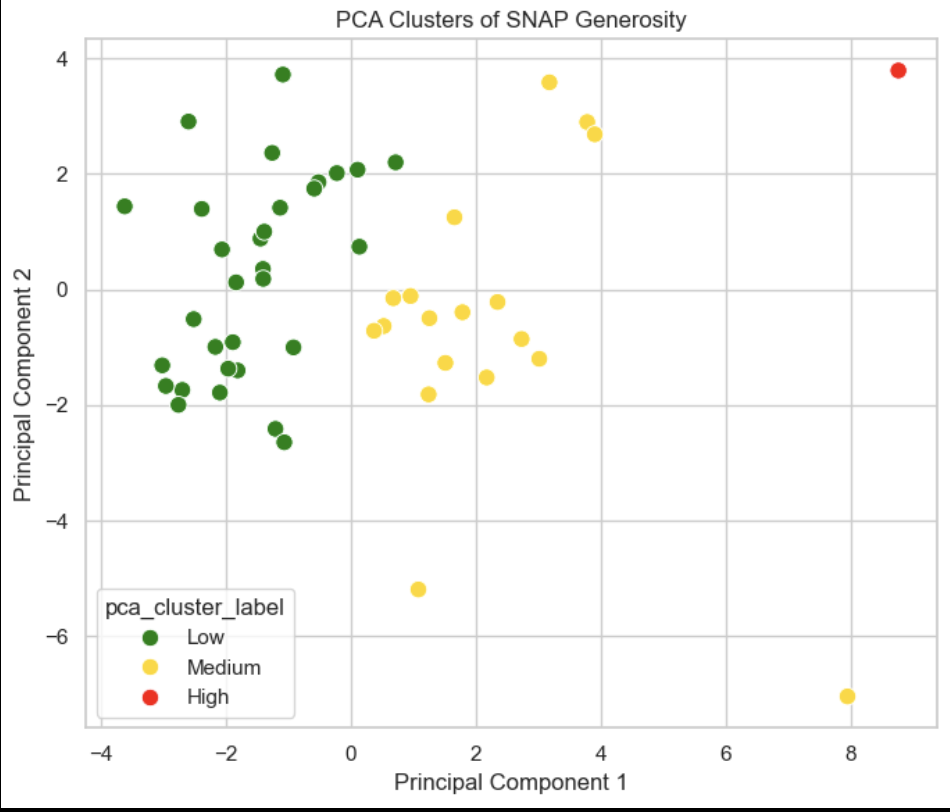 PCA Clusters of SNAP Generosity
4
2
0
−2
−4
−6
Principal Component 2
pca_cluster_label
Low
Medium
High
−4 −2 0 2 4 6 8
Principal Component 1